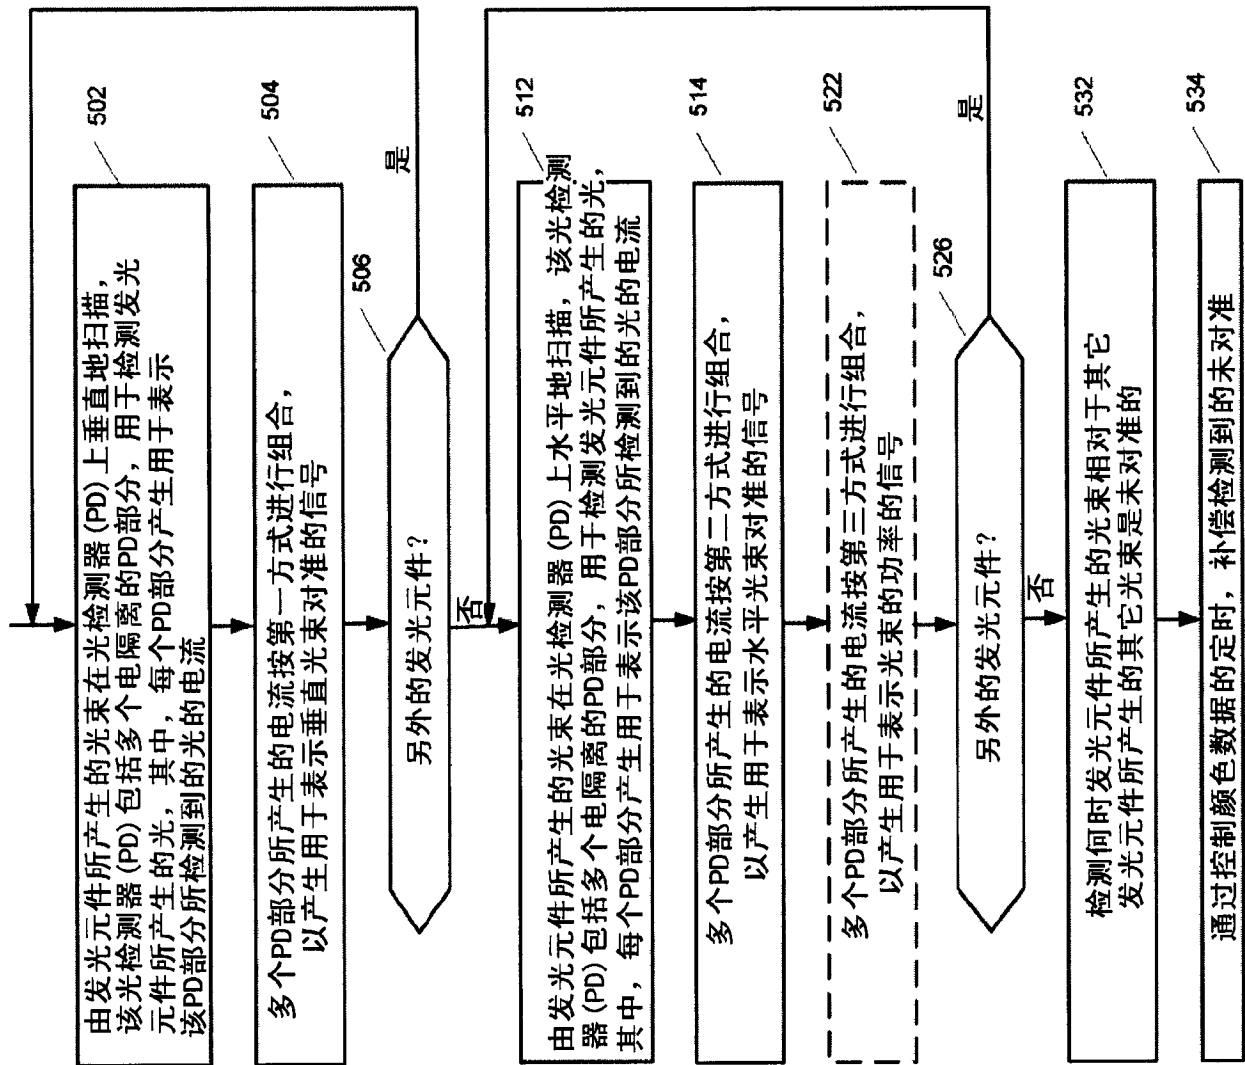 502
由发光元件所产生的光束在光检测器(PD)上垂直地扫描，
该光检测器(PD)包括多个电隔离的PD部分，用于检测发光
元件所产生的光，其中，每个PD部分产生用于表示
该PD部分所检测到的光的电流
504
多个PD部分所产生的电流按第一方式进行组合，
以产生用于表示垂直光束对准的信号
506
另外的发光元件？
是
否
512
由发光元件所产生的光束在光检测器(PD)上水平地扫描，该光检测
器(PD)包括多个电隔离的PD部分，用于检测发光元件所产生的光，
其中，每个PD部分产生用于表示该PD部分所检测到的光的电流
514
多个PD部分所产生的电流按第二方式进行组合，
以产生用于表示水平光束对准的信号
522
多个PD部分所产生的电流按第三方式进行组合，
以产生用于表示光束的功率的信号
526
另外的发光元件？
是
否
532
检测何时发光元件所产生的光束相对于其它
发光元件所产生的其它光束是未对准的
534
通过控制颜色数据的定时，补偿检测到的未对准